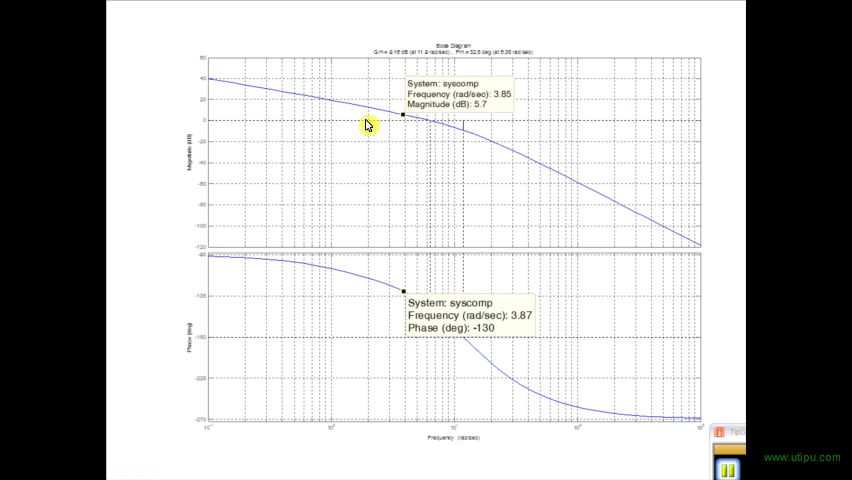 Bode Diagram
Gm = 9.16 dB (at 11.9 rad/sec) , Pm = 32.5 deg (at 6.35 rad/sec)
60
40
20
0
-20
-40
-60
-80
-100
-120
Magnitude (dB)
System: syscomp
Frequency (rad/sec): 3.85
Magnitude (dB): 5.7
-90
-135
-180
-225
-270
Phase (deg)
System: syscomp
Frequency (rad/sec): 3.87
Phase (deg): -130
Frequency (rad/sec)
www.utipu.com